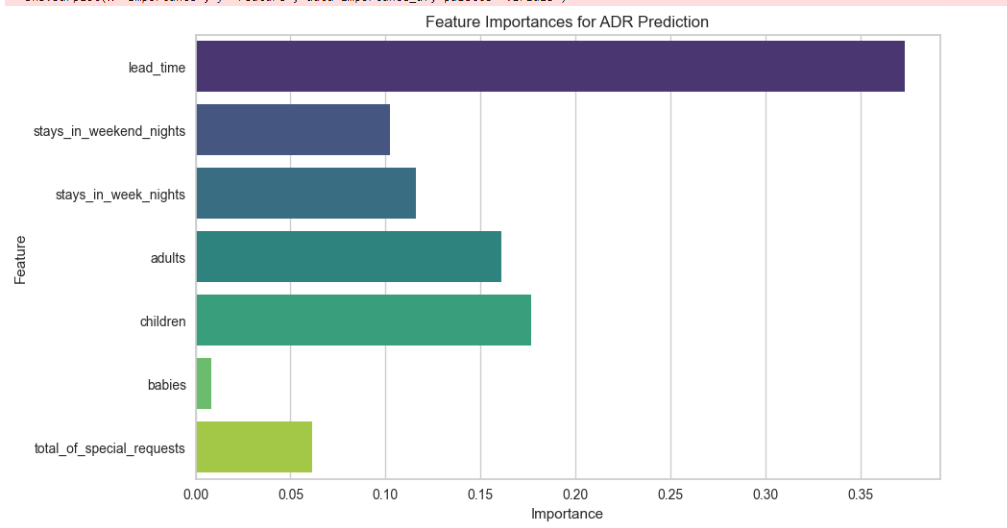 Feature Importances for ADR Prediction
lead_time
stays_in_weekend_nights
stays_in_week_nights
adults
children
babies
total_of_special_requests
Feature
0.00 0.05 0.10 0.15 0.20 0.25 0.30 0.35
Importance